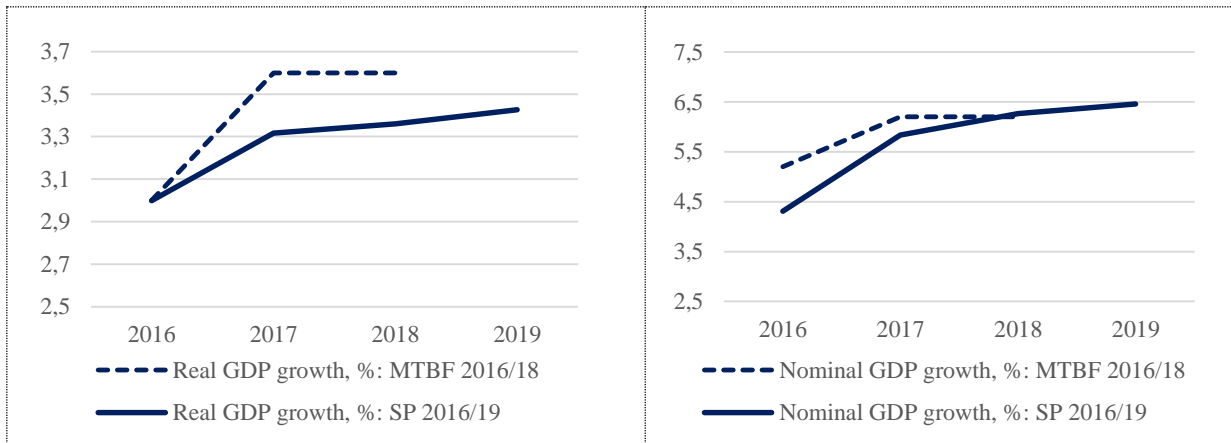 3,7
3,5
3,3
3,1
2,9
2,7
2,5
2016 2017 2018 2019
Real GDP growth, %: MTBF 2016/18
Real GDP growth, %: SP 2016/19
7,5
6,5
5,5
4,5
3,5
2,5
2016 2017 2018 2019
Nominal GDP growth, %: MTBF 2016/18
Nominal GDP growth, %: SP 2016/19